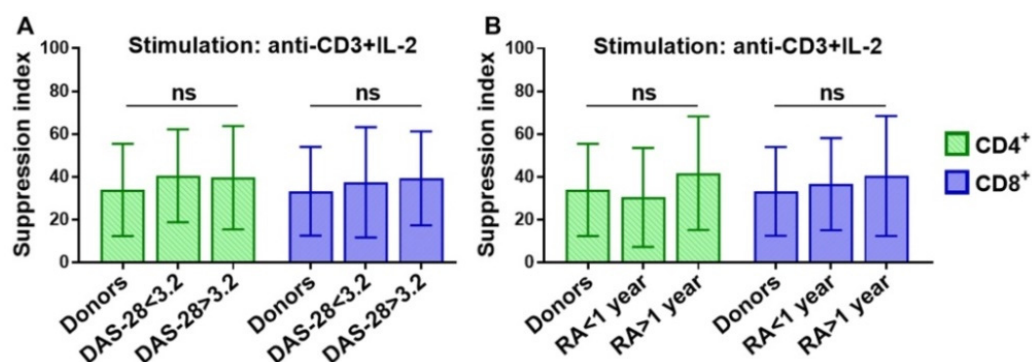 A
Stimulation: anti-CD3+IL-2
Suppression index
100
80
60
40
20
0
ns
ns
Donors
DAS-28<3.2
DAS-28>3.2
Donors
DAS-28<3.2
DAS-28>3.2
B
Stimulation: anti-CD3+IL-2
Suppression index
100
80
60
40
20
0
ns
ns
Donors
RA<1 year
RA>1 year
Donors
RA<1 year
RA>1 year
CD4⁺
CD8⁺